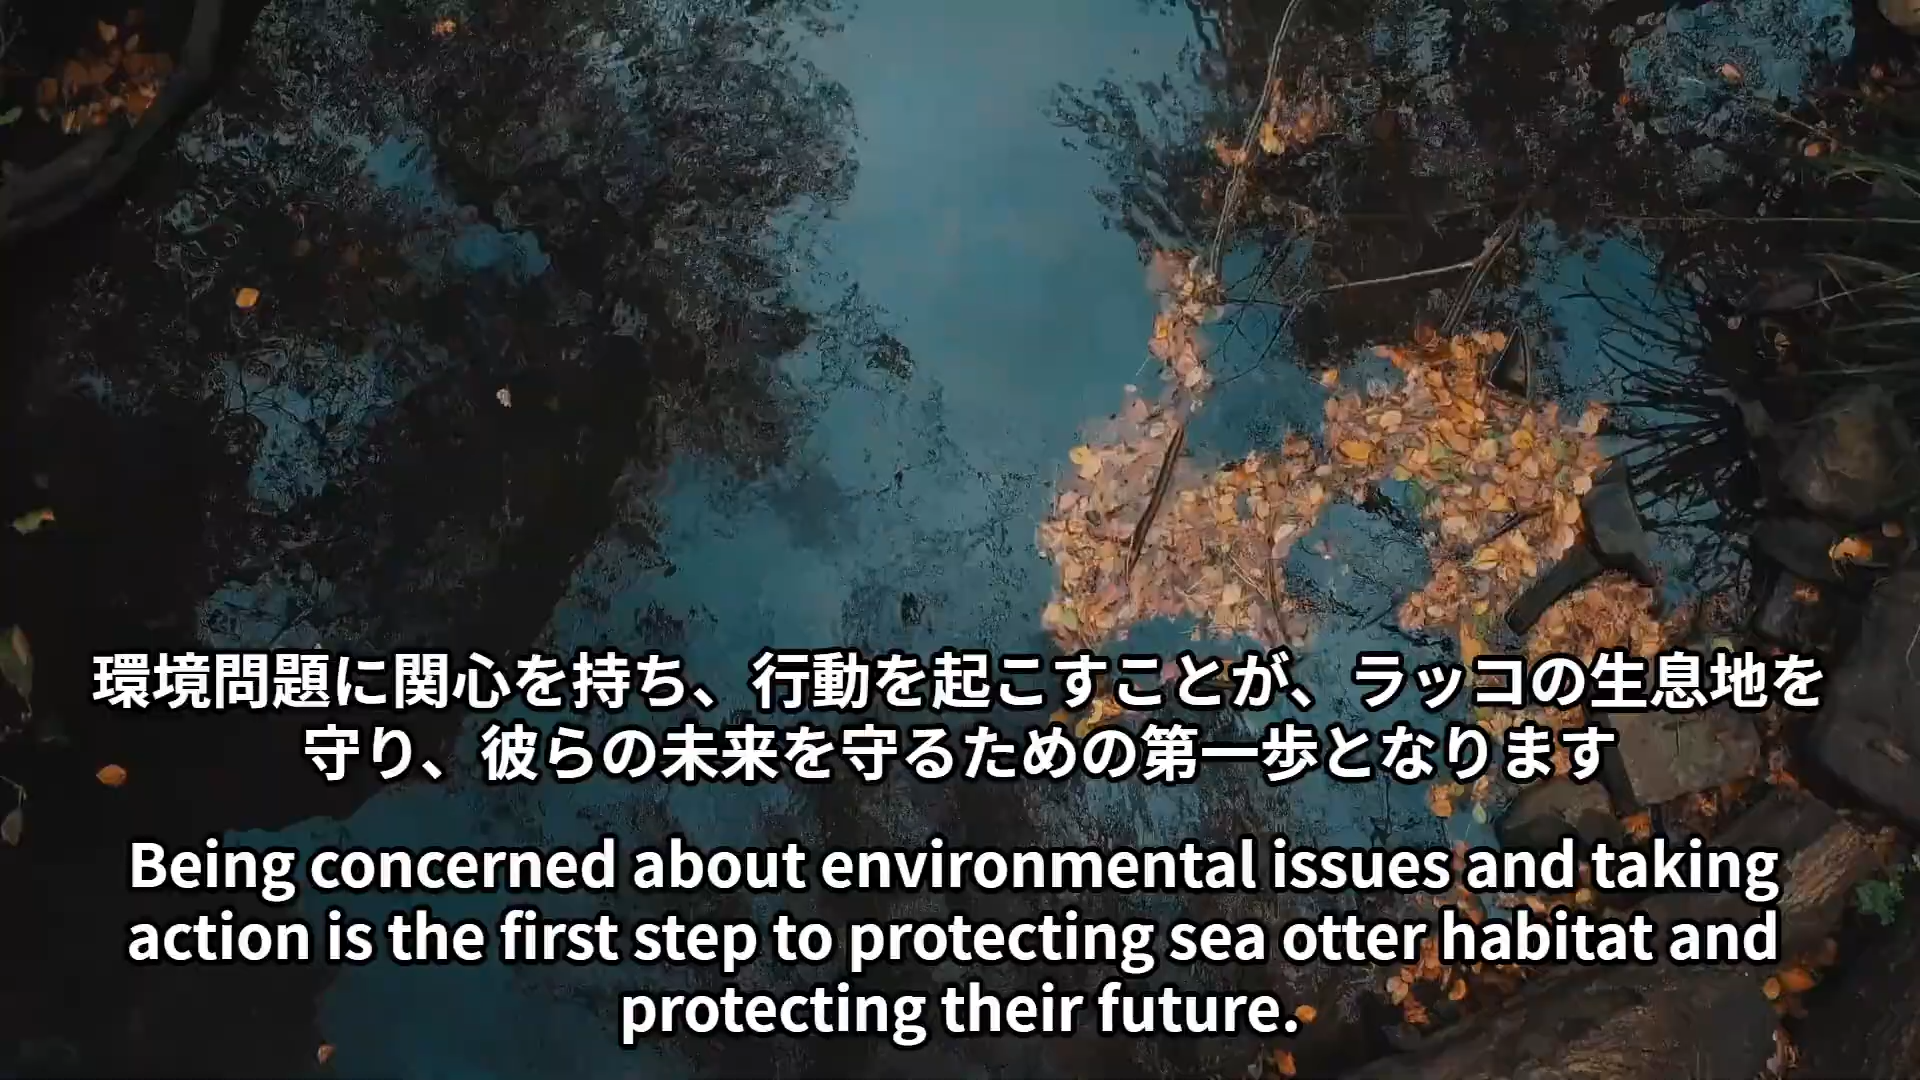 環境問題に関心を持ち、行動を起こすことが、ラッコの生息地を
守り、彼らの未来を守るための第一歩となります
Being concerned about environmental issues and taking
action is the first step to protecting sea otter habitat and
protecting their future.